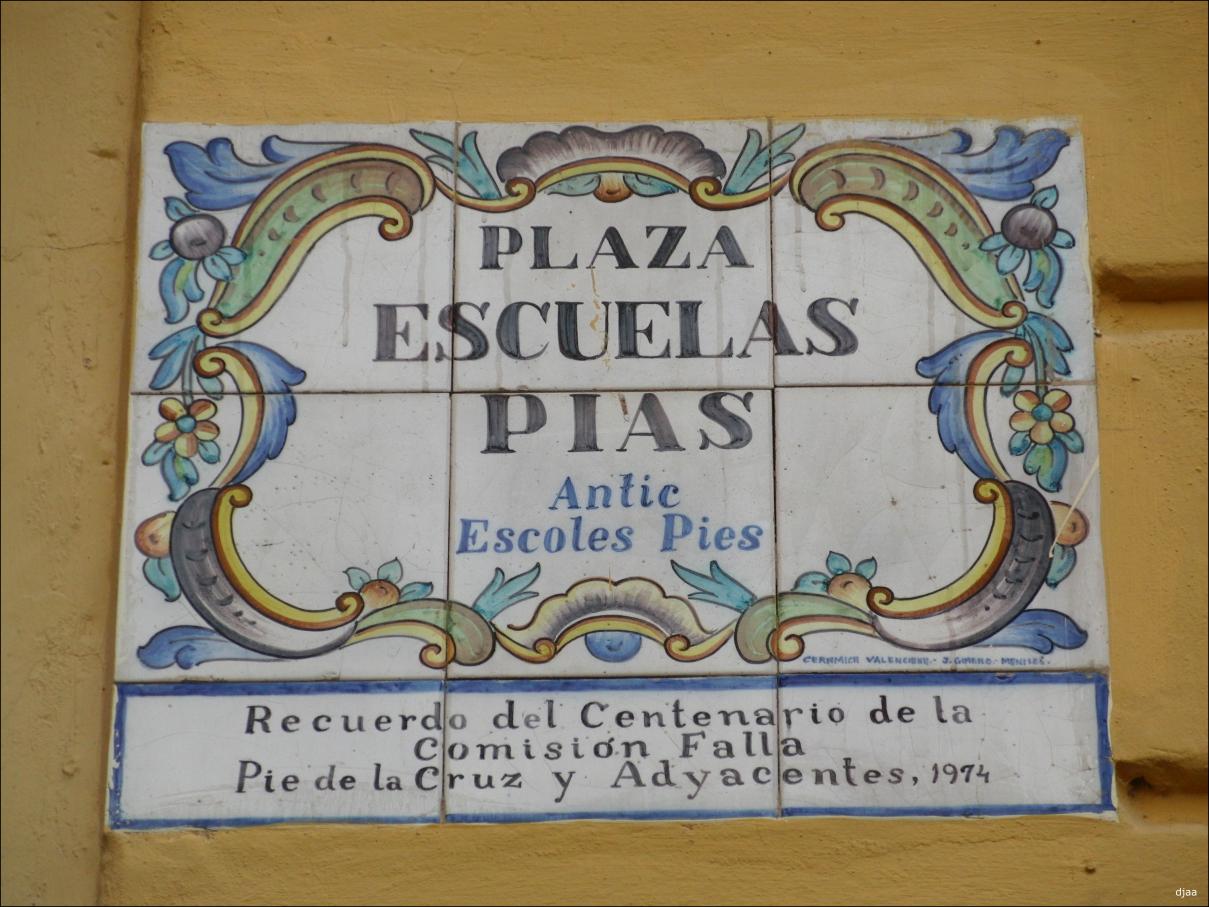 PLAZA
ESCUELAS
PIAS
Antic
Escoles Pies
CERAMICA VALENCIANA - J. GIMENO - MANISES.
Recuerdo del Centenario de la
Comisión Falla
Pie de la Cruz y Adyacentes, 1974
djaa